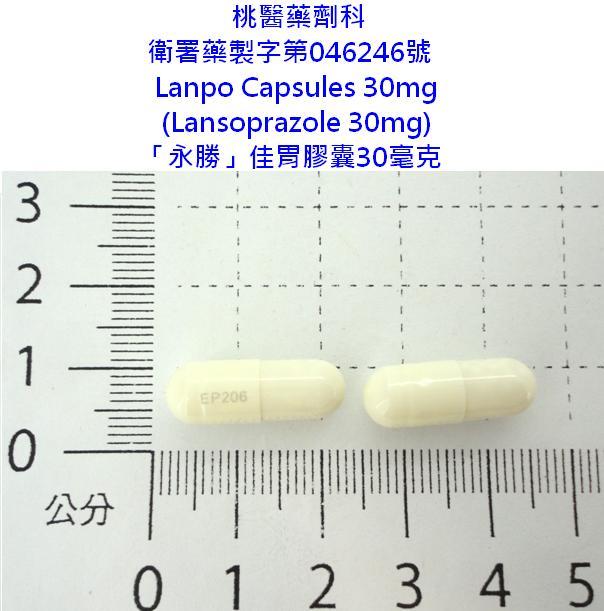 桃醫藥劑科
衛署藥製字第046246號
Lanpo Capsules 30mg
(Lansoprazole 30mg)
「永勝」佳胃膠囊30毫克
3
2
1
EP206
0
公分
0 1 2 3 4 5